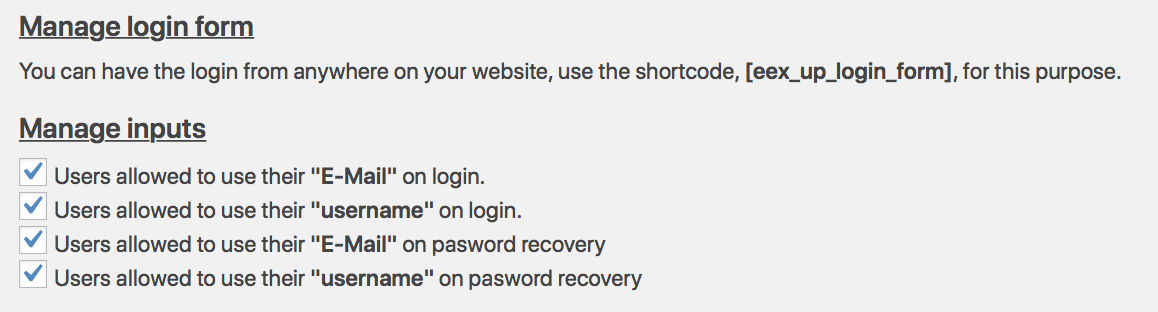 Manage login form
You can have the login from anywhere on your website, use the shortcode, [eex_up_login_form], for this purpose.
Manage inputs
Users allowed to use their "E-Mail" on login.
Users allowed to use their "username" on login.
Users allowed to use their "E-Mail" on pasword recovery
Users allowed to use their "username" on pasword recovery